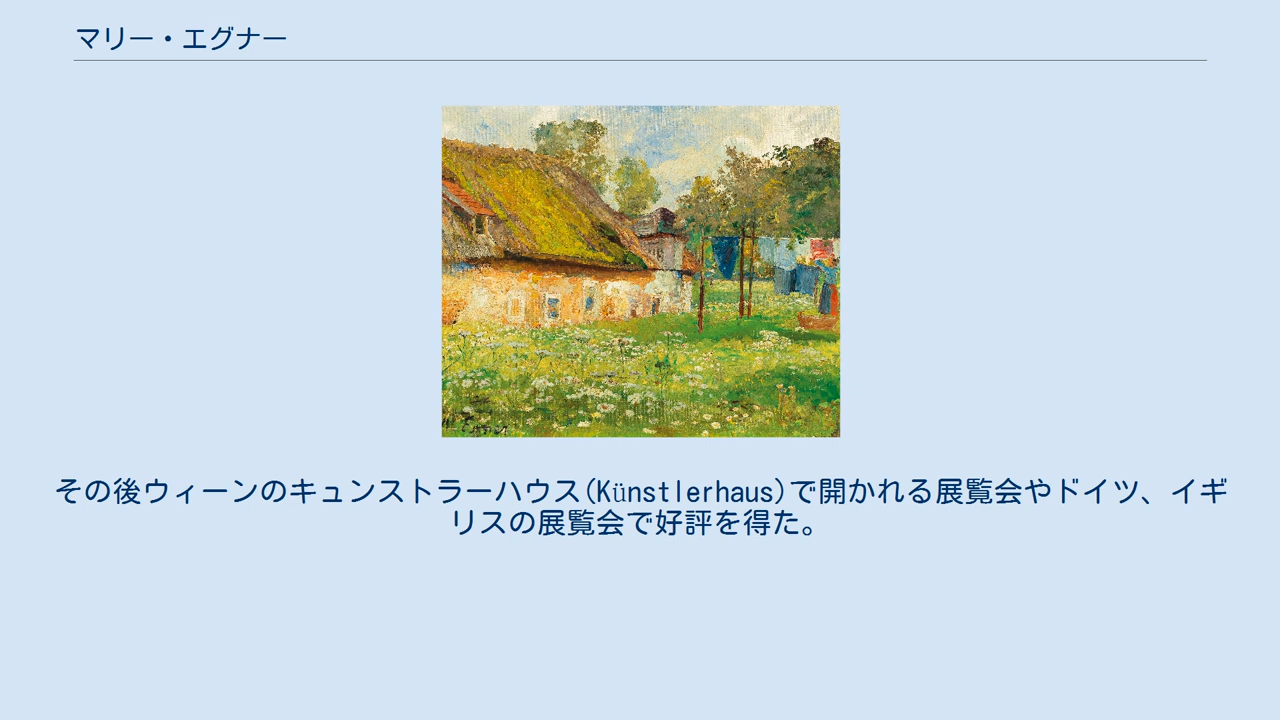 マリー・エグナー
その後ウィーンのキュンストラーハウス(Künstlerhaus)で開かれる展覧会やドイツ、イギ
リスの展覧会で好評を得た。